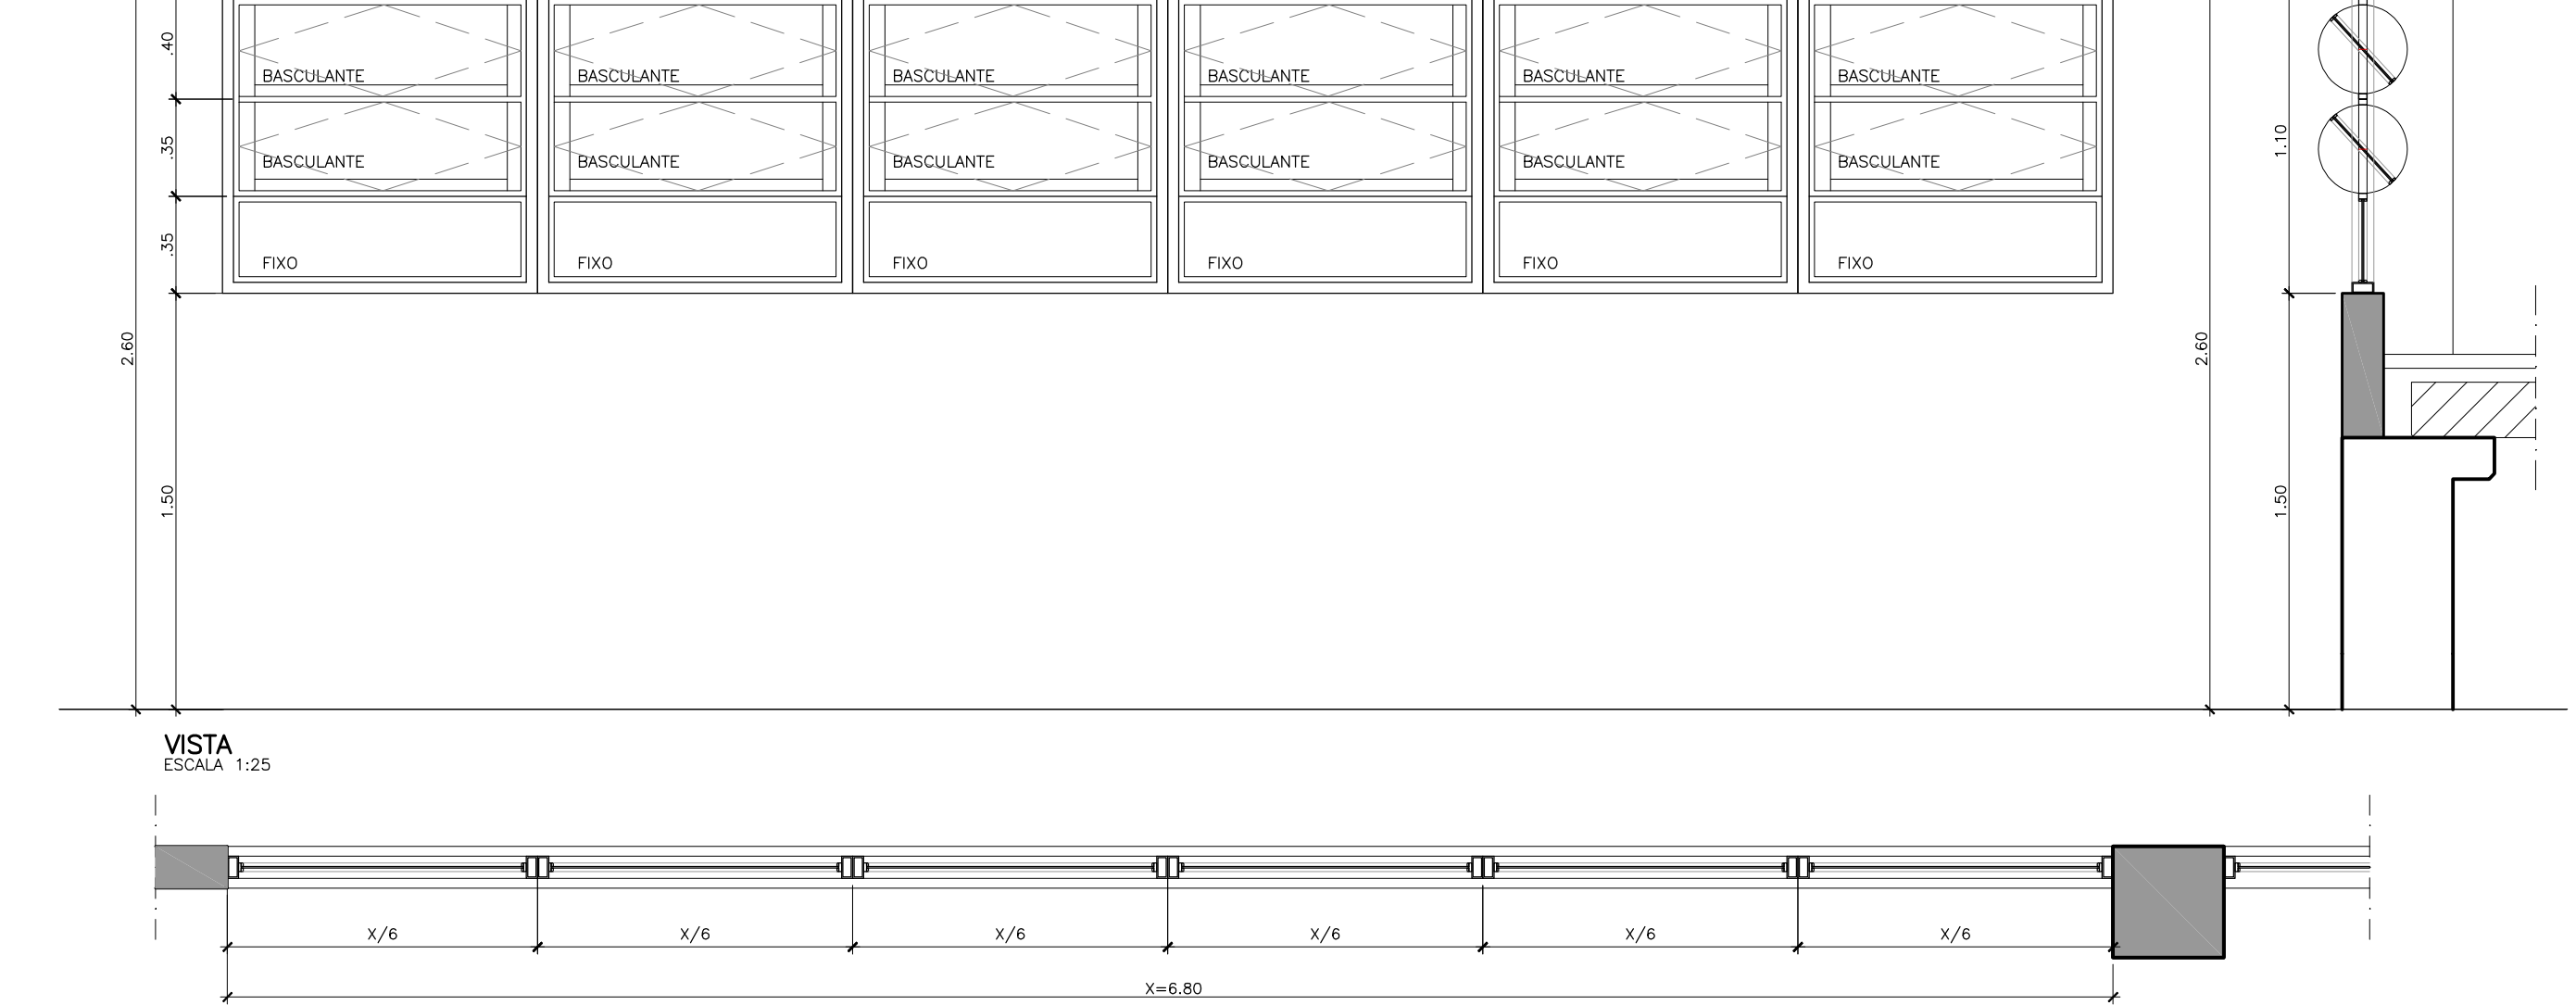 .40
BASCULANTE BASCULANTE BASCULANTE BASCULANTE BASCULANTE BASCULANTE
.35
1.10
BASCULANTE BASCULANTE BASCULANTE BASCULANTE BASCULANTE BASCULANTE
.35
FIXO FIXO FIXO FIXO FIXO FIXO
2.60
2.60
1.50
1.50
VISTA
ESCALA 1:25
X/6 X/6 X/6 X/6 X/6 X/6
X=6.80